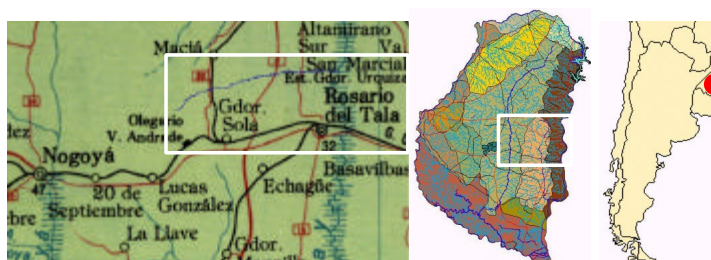 Altamirano
Sur
Maciá
San Marcial
Est. Gdor. Urquiza
Rosario
del Tala
Gdor.
Solá
Olegario
V. Andrade
32
Nogoyá
47
20 de
Septiembre
Lucas
González
Echagüe
Basavilbas
La Llave
Gdor.